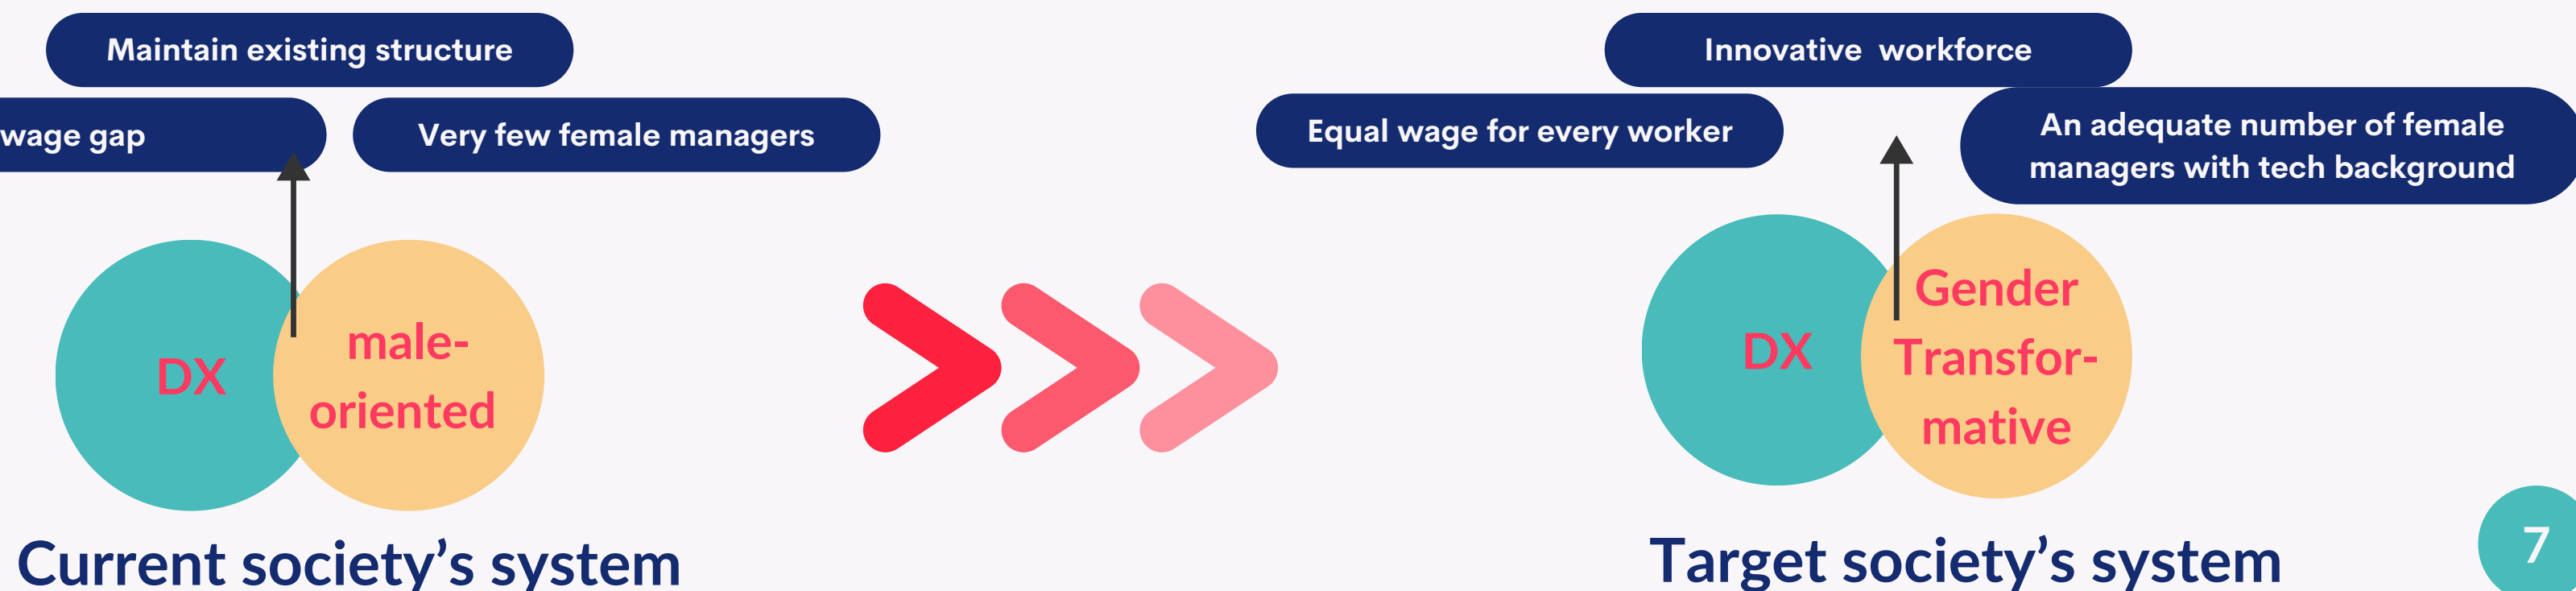 Maintain existing structure
wage gap
Very few female managers
DX
male-
oriented
Current society’s system
Innovative workforce
Equal wage for every worker
An adequate number of female
managers with tech background
DX
Gender
Transfor-
mative
Target society’s system
7